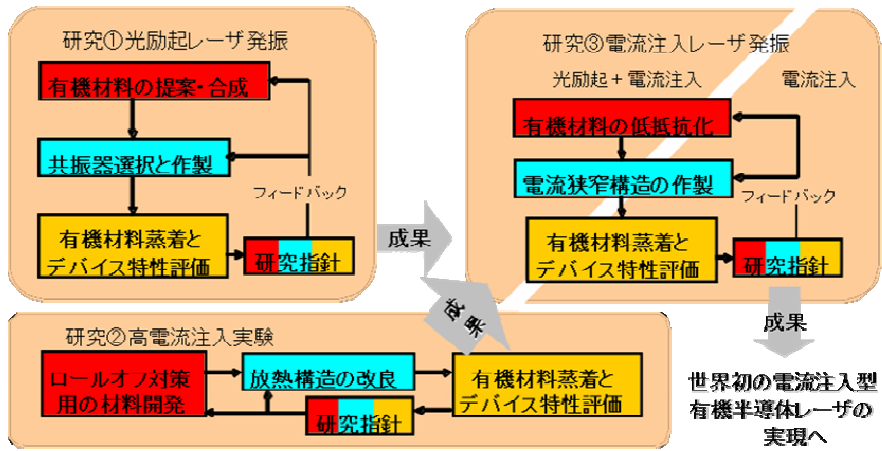 研究①光励起レーザ発振
有機材料の提案・合成
共振器選択と作製
フィードバック
有機材料蒸着と
デバイス特性評価
研究指針
成果
研究③電流注入レーザ発振
光励起+電流注入
電流注入
有機材料の低抵抗化
電流狭窄構造の作製
フィードバック
有機材料蒸着と
デバイス特性評価
研究指針
成果
研究②高電流注入実験
ロールオフ対策
用の材料開発
放熱構造の改良
有機材料蒸着と
デバイス特性評価
研究指針
成果
世界初の電流注入型
有機半導体レーザの
実現へ